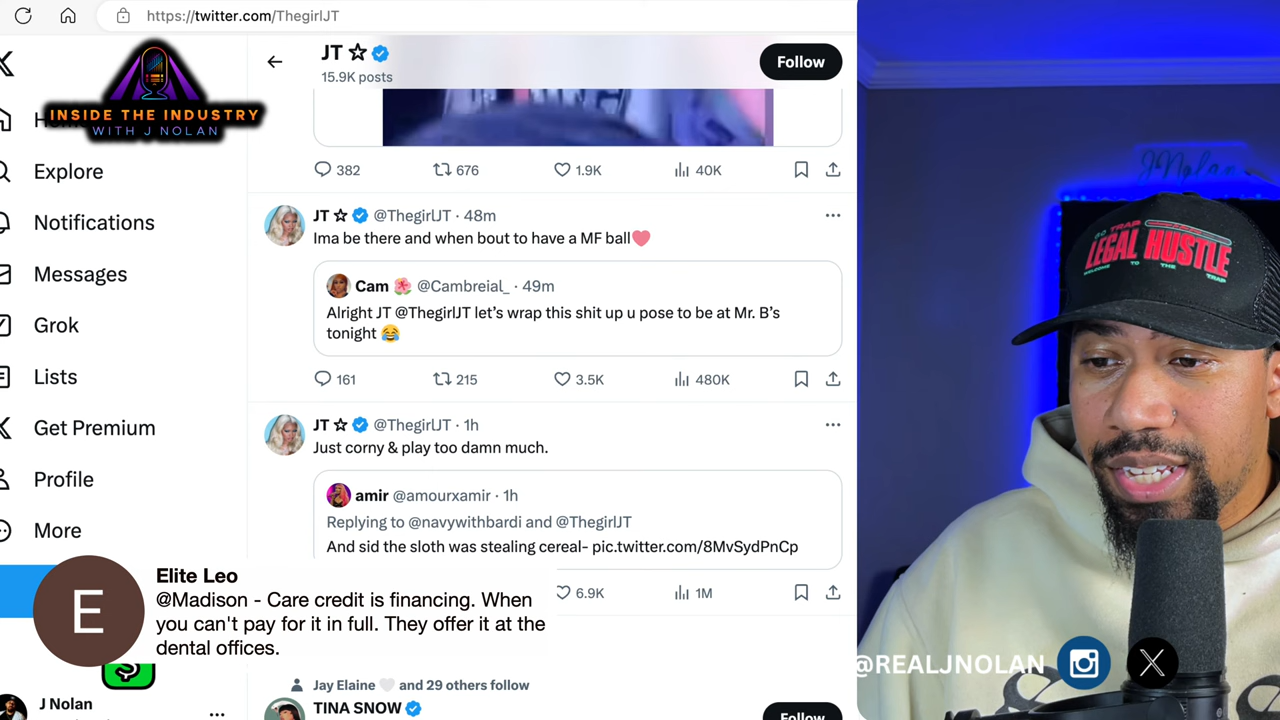 https://twitter.com/ThegirlJT
JT ☆
15.9K posts
Follow
INSIDE THE INDUSTRY
WITH J NOLAN
Explore
Notifications
Messages
Grok
Lists
Get Premium
Profile
More
382 676 1.9K 40K
JT ☆ @ThegirlJT · 48m
Ima be there and when bout to have a MF ball❤️
Cam 🌺 @Cambreial_ · 49m
Alright JT @ThegirlJT let's wrap this shit up u pose to be at Mr. B's
tonight 😂
161 215 3.5K 480K
JT ☆ @ThegirlJT · 1h
Just corny & play too damn much.
amir @amourxamir · 1h
Replying to @navywithbardi and @ThegirlJT
And sid the sloth was stealing cereal- pic.twitter.com/8MvSydPnCp
6.9K 1M
E
Elite Leo
@Madison - Care credit is financing. When
you can't pay for it in full. They offer it at the
dental offices.
J Nolan
Jay Elaine 🤍 and 29 others follow
TINA SNOW
Follow
JNolan
TRAP
LEGAL HUSTLE
WELCOME TO THE TRAP
@REALJNOLAN